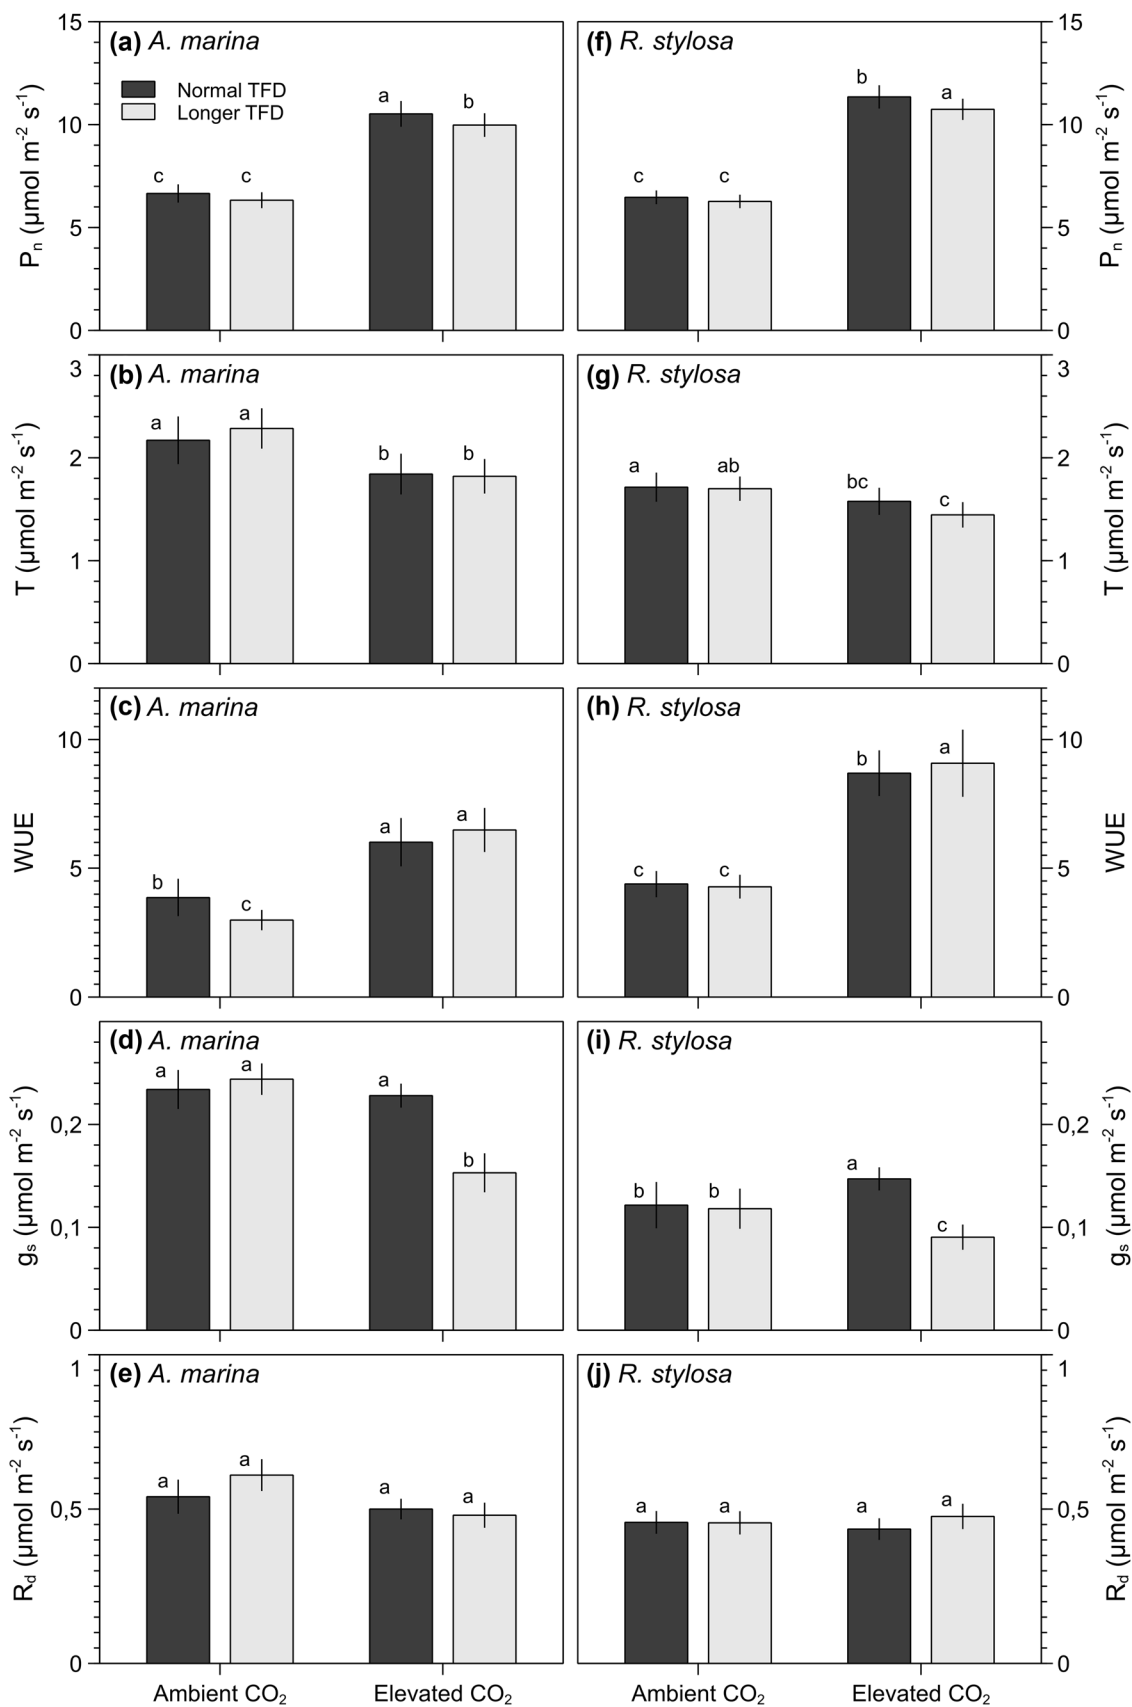 (a) A. marina
Normal TFD
Longer TFD
15
10
5
0
Pₙ (µmol m⁻² s⁻¹)
c
c
a
b
(f) R. stylosa
c
c
b
a
15
10
5
0
Pₙ (µmol m⁻² s⁻¹)
(b) A. marina
3
2
1
0
T (µmol m⁻² s⁻¹)
a
a
b
b
(g) R. stylosa
a
ab
bc
c
3
2
1
0
T (µmol m⁻² s⁻¹)
(c) A. marina
10
5
0
WUE
b
c
a
a
(h) R. stylosa
c
c
b
a
10
5
0
WUE
(d) A. marina
0,2
0,1
0
gₛ (µmol m⁻² s⁻¹)
a
a
a
b
(i) R. stylosa
b
b
a
c
0,2
0,1
0
gₛ (µmol m⁻² s⁻¹)
(e) A. marina
1
0,5
0
R_d (µmol m⁻² s⁻¹)
a
a
a
a
(j) R. stylosa
a
a
a
a
1
0,5
0
R_d (µmol m⁻² s⁻¹)
Ambient CO₂
Elevated CO₂
Ambient CO₂
Elevated CO₂